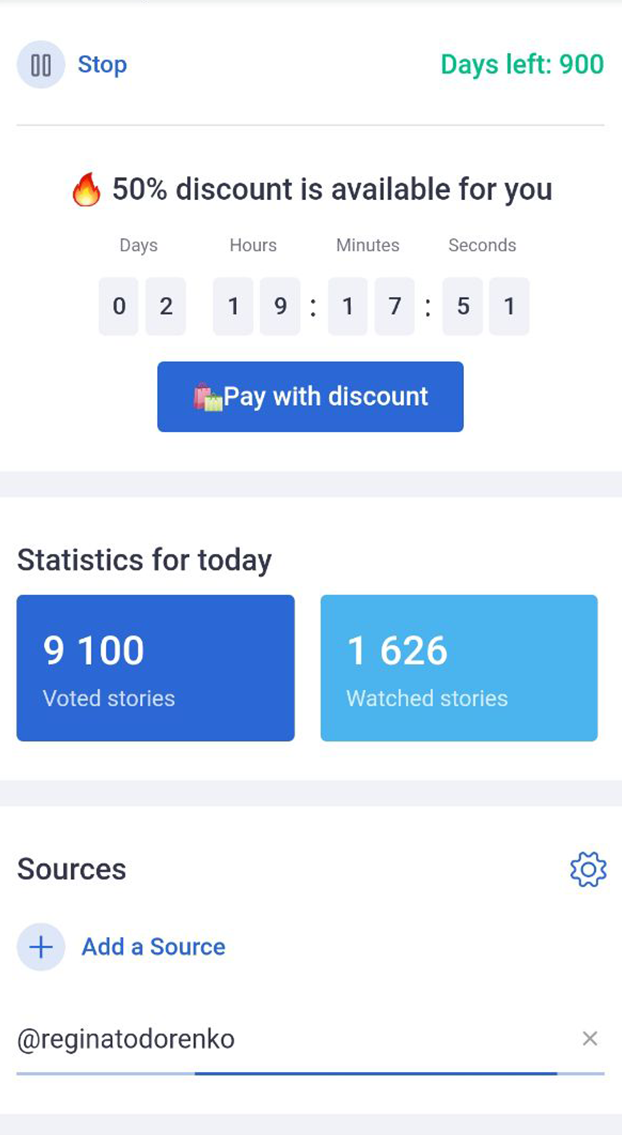 Stop
Days left: 900
🔥 50% discount is available for you
Days Hours Minutes Seconds
0 2 1 9 : 1 7 : 5 1
🛍️Pay with discount
Statistics for today
9 100 1 626
Voted stories Watched stories
Sources
Add a Source
@reginatodorenko